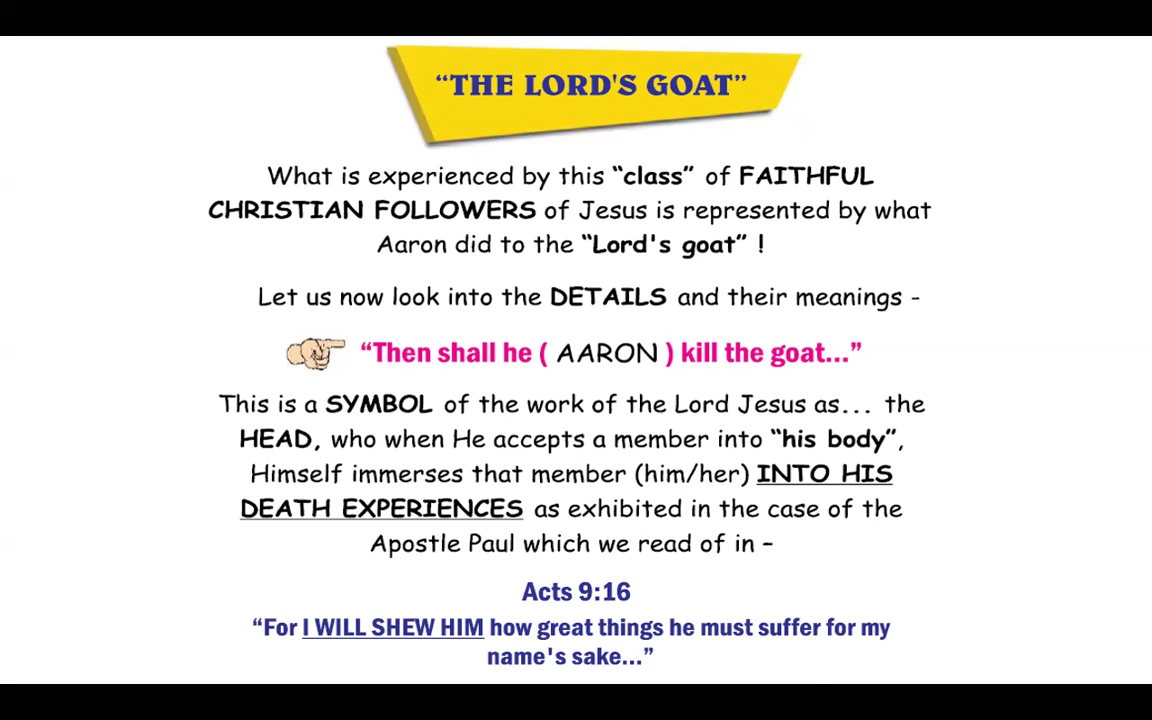 “THE LORD'S GOAT”
What is experienced by this “class” of FAITHFUL
CHRISTIAN FOLLOWERS of Jesus is represented by what
Aaron did to the “Lord's goat” !
Let us now look into the DETAILS and their meanings -
“Then shall he ( AARON ) kill the goat...”
This is a SYMBOL of the work of the Lord Jesus as... the
HEAD, who when He accepts a member into “his body”,
Himself immerses that member (him/her) INTO HIS
DEATH EXPERIENCES as exhibited in the case of the
Apostle Paul which we read of in –
Acts 9:16
“For I WILL SHEW HIM how great things he must suffer for my
name's sake...”